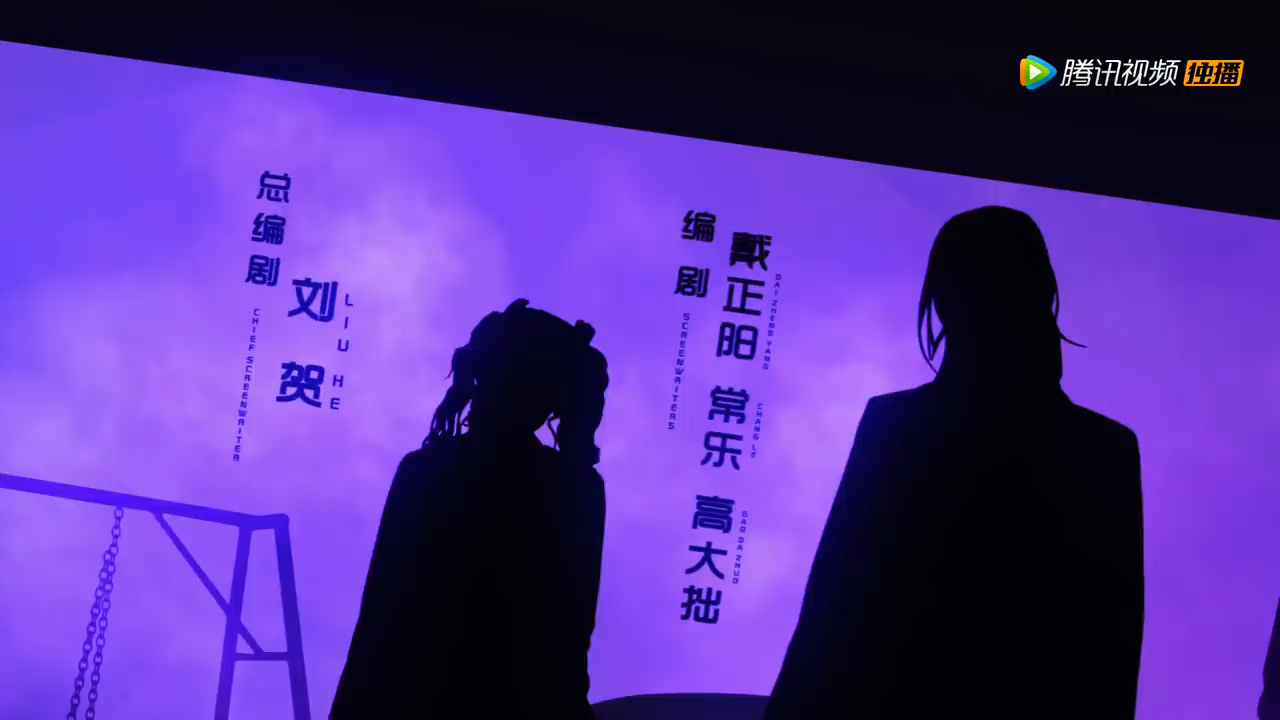 腾讯视频 独播
总编剧
CHIEF SCREENWRITER
刘贺
LIU HE
编剧
SCREENWRITERS
戴正阳
DAI ZHENG YANG
常乐
CHANG LE
高大拙
GAO DA ZHUO